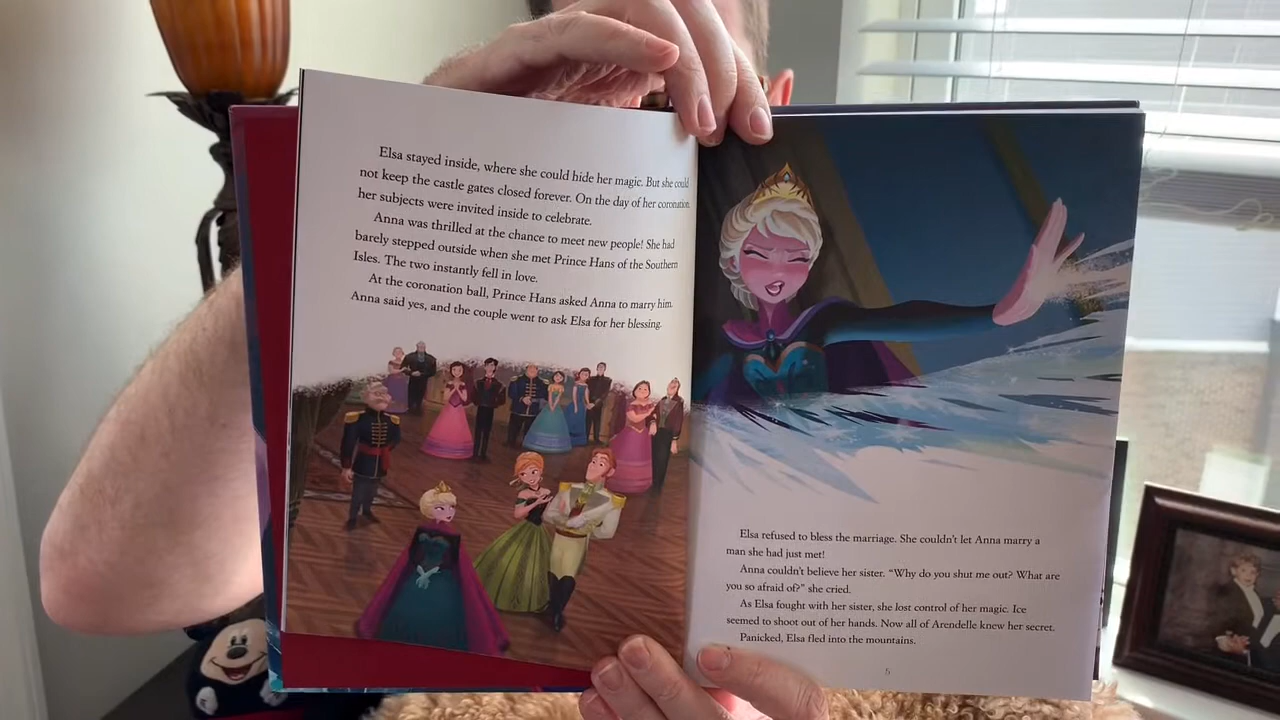 Elsa stayed inside, where she could hide her magic. But she could
not keep the castle gates closed forever. On the day of her coronation,
her subjects were invited inside to celebrate.
Anna was thrilled at the chance to meet new people! She had
barely stepped outside when she met Prince Hans of the Southern
Isles. The two instantly fell in love.
At the coronation ball, Prince Hans asked Anna to marry him.
Anna said yes, and the couple went to ask Elsa for her blessing.
Elsa refused to bless the marriage. She couldn't let Anna marry a
man she had just met!
Anna couldn't believe her sister. “Why do you shut me out? What are
you so afraid of?” she cried.
As Elsa fought with her sister, she lost control of her magic. Ice
seemed to shoot out of her hands. Now all of Arendelle knew her secret.
Panicked, Elsa fled into the mountains.
5